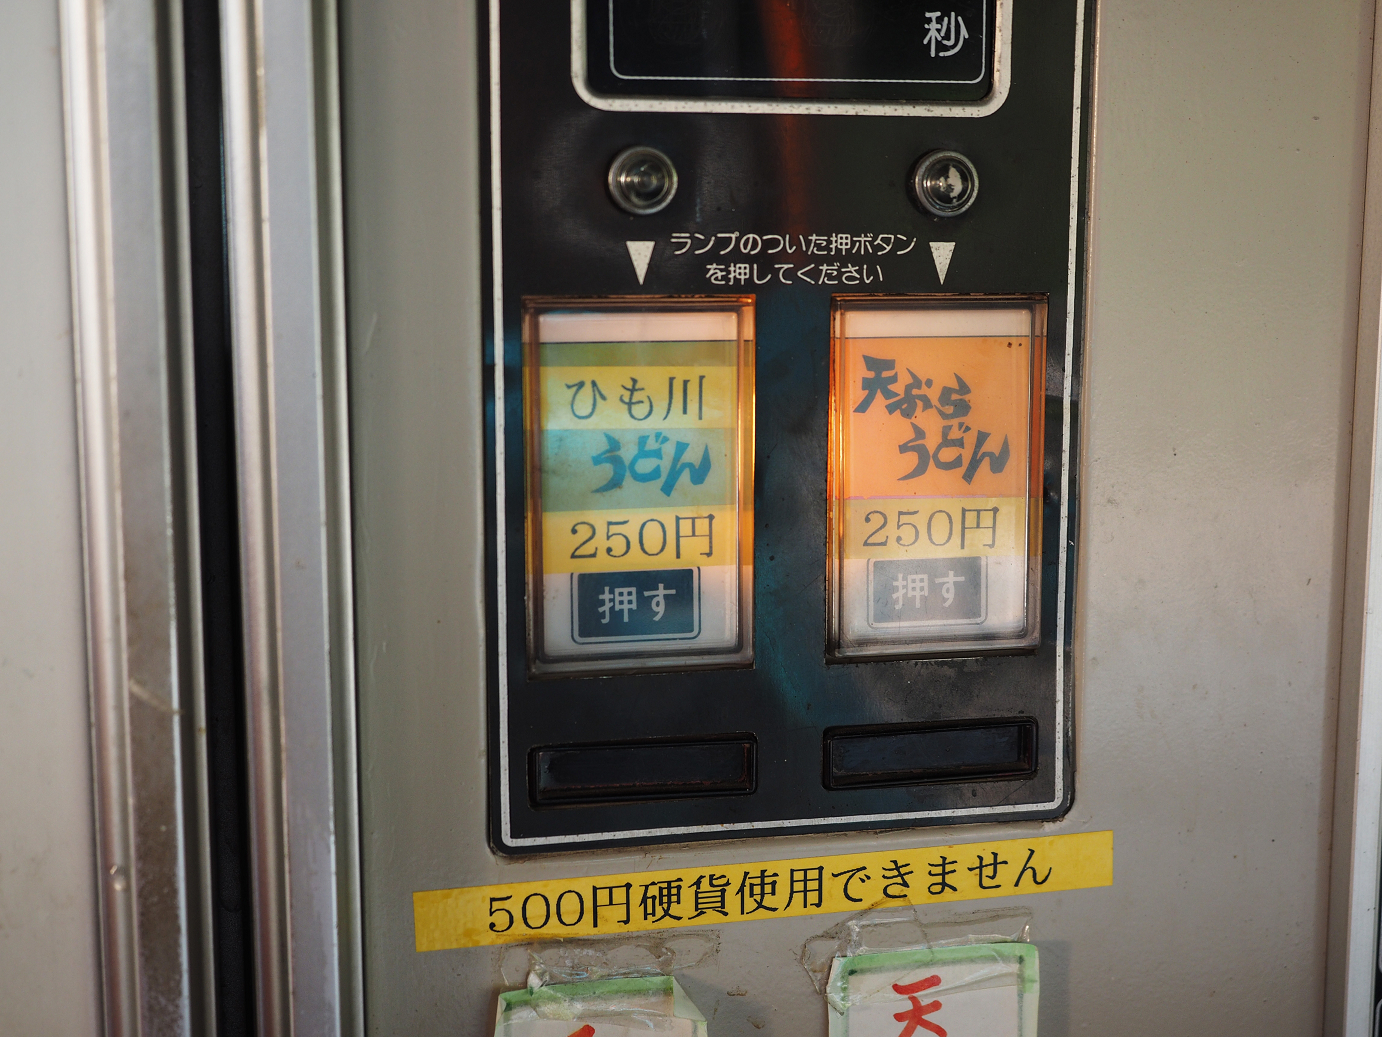 秒
ランプのついた押ボタン
を押してください
ひも川
うどん
250円
押す
天ぷら
うどん
250円
押す
500円硬貨使用できません
天